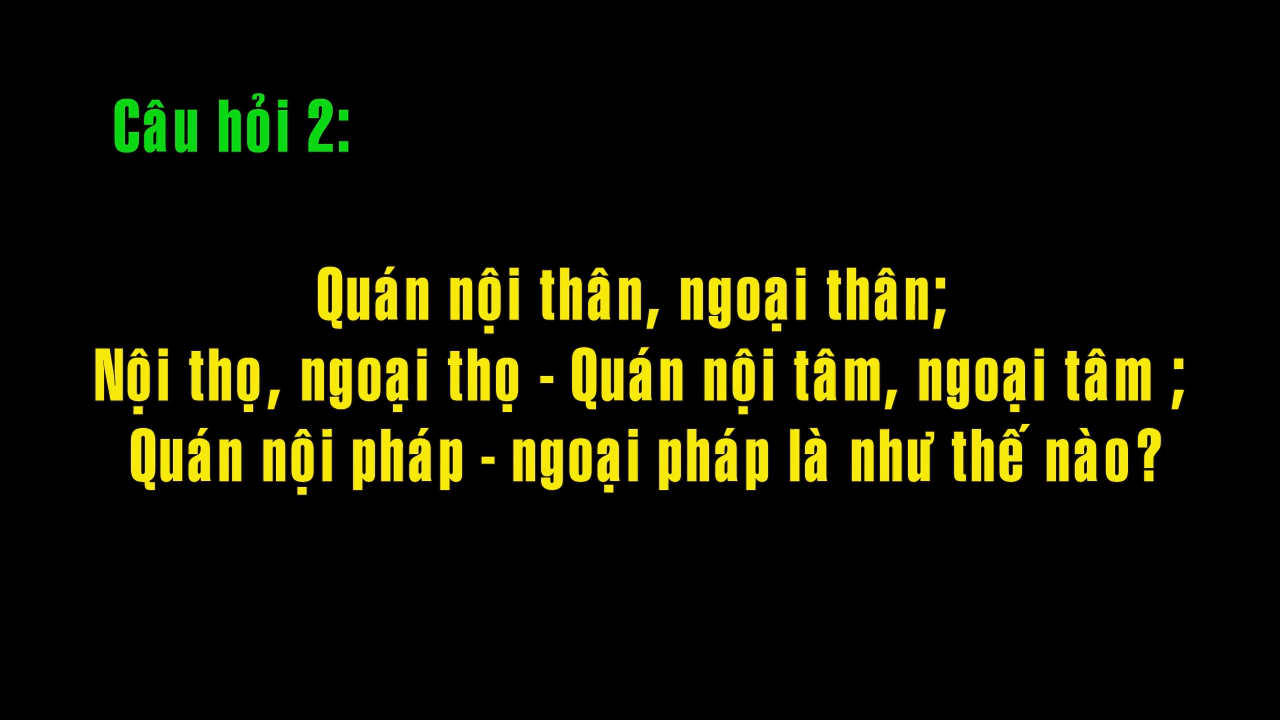 Câu hỏi 2:
Quán nội thân, ngoại thân;
Nội thọ, ngoại thọ - Quán nội tâm, ngoại tâm ;
Quán nội pháp - ngoại pháp là như thế nào?